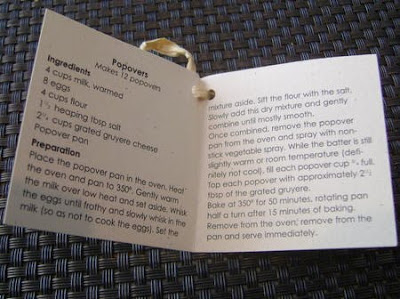 Popovers
Makes 12 popovers
Ingredients
4 cups milk, warmed
8 eggs
4 cups flour
1½ heaping tbsp salt
2¼ cups grated gruyere cheese
Popover pan
Preparation
Place the popover pan in the oven. Heat
the oven and pan to 350°. Gently warm
the milk over low heat and set aside. Whisk
the eggs until frothy and slowly whisk in the
milk (so as not to cook the eggs). Set the
mixture aside. Sift the flour with the salt.
Slowly add this dry mixture and gently
combine until mostly smooth.
Once combined, remove the popover
pan from the oven and spray with non-
stick vegetable spray. While the batter is still
slightly warm or room temperature (defi-
nitely not cool), fill each popover cup ¾ full.
Top each popover with approximately 2½
tbsp of the grated gruyere.
Bake at 350° for 50 minutes, rotating pan
half a turn after 15 minutes of baking.
Remove from the oven, remove from the
pan and serve immediately.